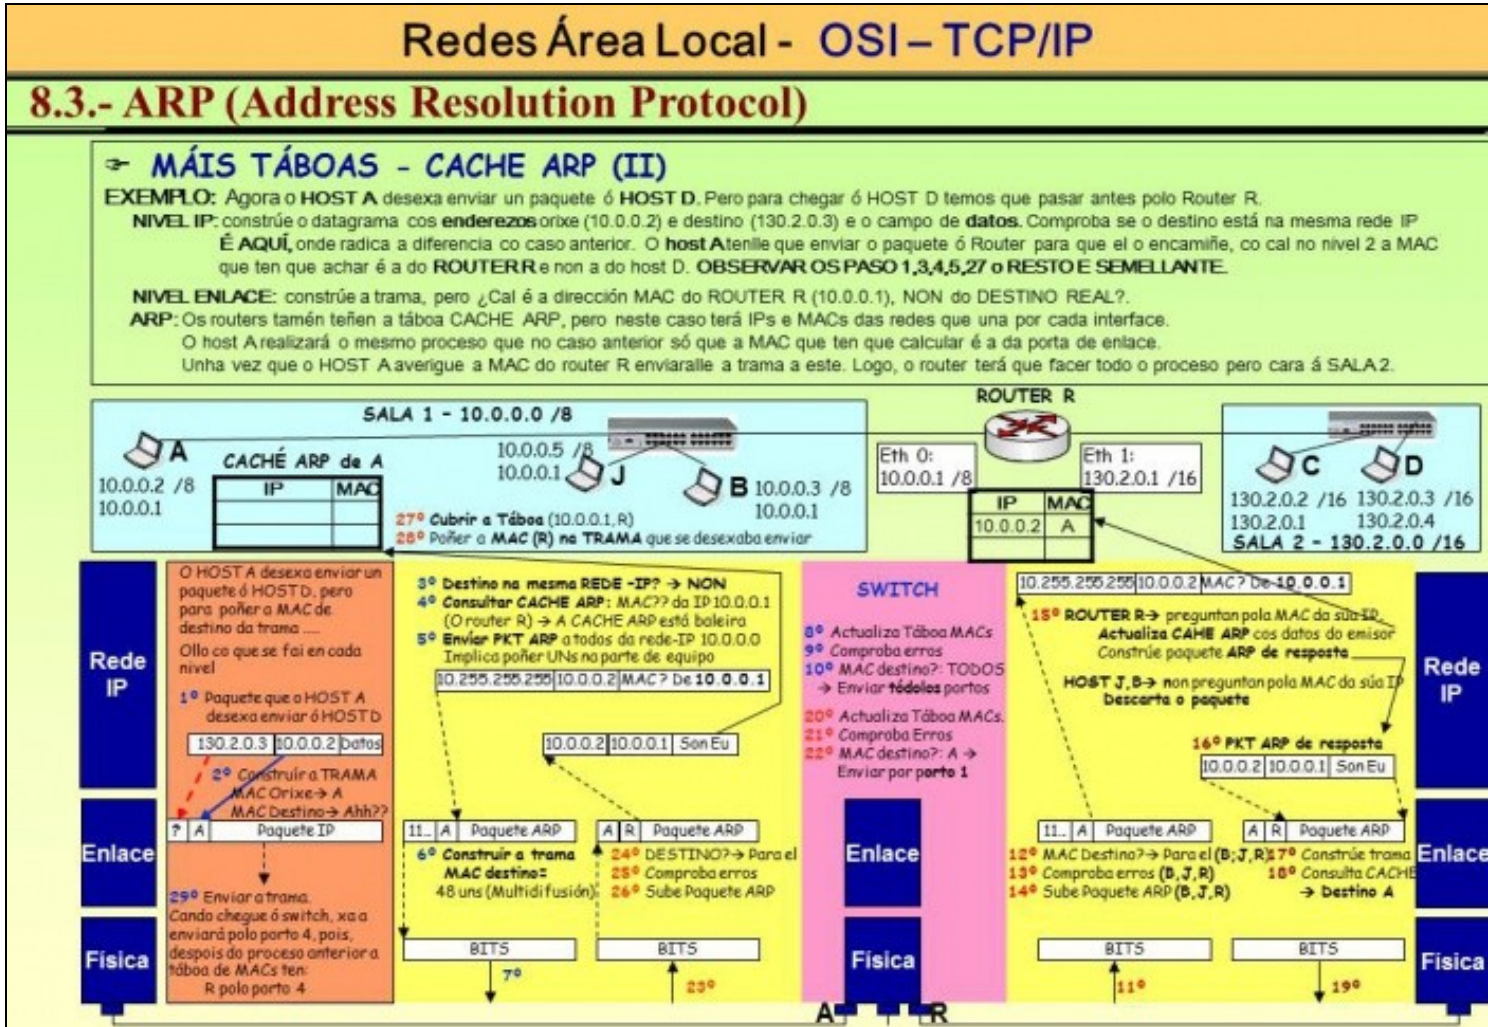 Redes Área Local - OSI – TCP/IP
8.3.- ARP (Address Resolution Protocol)
☞ MÁIS TÁBOAS - CACHE ARP (II)
EXEMPLO: Agora o HOST A desexa enviar un paquete ó HOST D. Pero para chegar ó HOST D temos que pasar antes polo Router R.
NIVEL IP: constrúe o datagrama cos enderezos orixe (10.0.0.2) e destino (130.2.0.3) e o campo de datos. Comproba se o destino está na mesma rede IP
É AQUÍ, onde radica a diferencia co caso anterior. O host A tenlle que enviar o paquete ó Router para que el o encamiñe, co cal no nivel 2 a MAC
que ten que achar é a do ROUTER R e non a do host D. OBSERVAR OS PASO 1,3,4,5,27 o RESTO E SEMELLANTE.
NIVEL ENLACE: constrúe a trama, pero ¿Cal é a dirección MAC do ROUTER R (10.0.0.1), NON do DESTINO REAL?.
ARP: Os routers tamén teñen a táboa CACHE ARP, pero neste caso terá IPs e MACs das redes que una por cada interface.
O host A realizará o mesmo proceso que no caso anterior só que a MAC que ten que calcular é a da porta de enlace.
Unha vez que o HOST A averigue a MAC do router R enviaralle a trama a este. Logo, o router terá que facer todo o proceso pero cara á SALA 2.
SALA 1 - 10.0.0.0 /8
A
10.0.0.2 /8
10.0.0.1
CACHÉ ARP de A
IP MAC
10.0.0.5 /8
10.0.0.1
J
B
10.0.0.3 /8
10.0.0.1
27º Cubrir a Táboa (10.0.0.1,R)
28º Poñer a MAC (R) na TRAMA que se desexaba enviar
ROUTER R
Eth 0:
10.0.0.1 /8
Eth 1:
130.2.0.1 /16
IP MAC
10.0.0.2 A
C
D
130.2.0.2 /16
130.2.0.1
130.2.0.3 /16
130.2.0.4
SALA 2 - 130.2.0.0 /16
Rede
IP
Enlace
Física
O HOST A desexa enviar un
paquete ó HOST D, pero
para poñer a MAC de
destino da trama ....
Ollo co que se fai en cada
nivel
1º Paquete que o HOST A
desexa enviar ó HOST D
130.2.0.3 10.0.0.2 Datos
2º Construír a TRAMA
MAC Orixe→ A
MAC Destino→ Ahh??
? A Paquete IP
29º Enviar a trama.
Cando chegue ó switch, xa a
enviará polo porto 4, pois,
despois do proceso anterior a
táboa de MACs ten:
R polo porto 4
3º Destino na mesma REDE -IP? → NON
4º Consultar CACHE ARP: MAC?? da IP 10.0.0.1
(O router R) → A CACHE ARP está baleira
5º Envíar PKT ARP a todos da rede-IP 10.0.0.0
Implica poñer UNs na parte de equipo
10.255.255.255 10.0.0.2 MAC? De 10.0.0.1
10.0.0.2 10.0.0.1 Son Eu
11.. A Paquete ARP
A R Paquete ARP
6º Construir a trama
MAC destino=
48 uns (Multidifusión)
24º DESTINO?→ Para el
25º Comproba erros
26º Sube Paquete ARP
BITS
7º
BITS
23º
SWITCH
8º Actualiza Táboa MACs
9º Comproba erros
10º MAC destino?: TODOS
→ Enviar tódolos portos
20º Actualiza Táboa MACs.
21º Comproba Erros
22º MAC destino?: A →
Enviar por porto 1
Enlace
Física
A
R
10.255.255.255 10.0.0.2 MAC? De 10.0.0.1
15º ROUTER R→ preguntan pola MAC da súa IP.
Actualiza CAHE ARP cos datos do emisor
Constrúe paquete ARP de resposta
HOST J,B→ non preguntan pola MAC da súa IP
Descarta o paquete
16º PKT ARP de resposta
10.0.0.2 10.0.0.1 Son Eu
11.. A Paquete ARP
A R Paquete ARP
12º MAC Destino?→ Para el (B;J,R)
13º Comproba erros (B,J,R)
14º Sube Paquete ARP (B,J,R)
17º Constrúe trama
18º Consulta CACHE
→ Destino A
BITS
11º
BITS
19º
Rede
IP
Enlace
Física